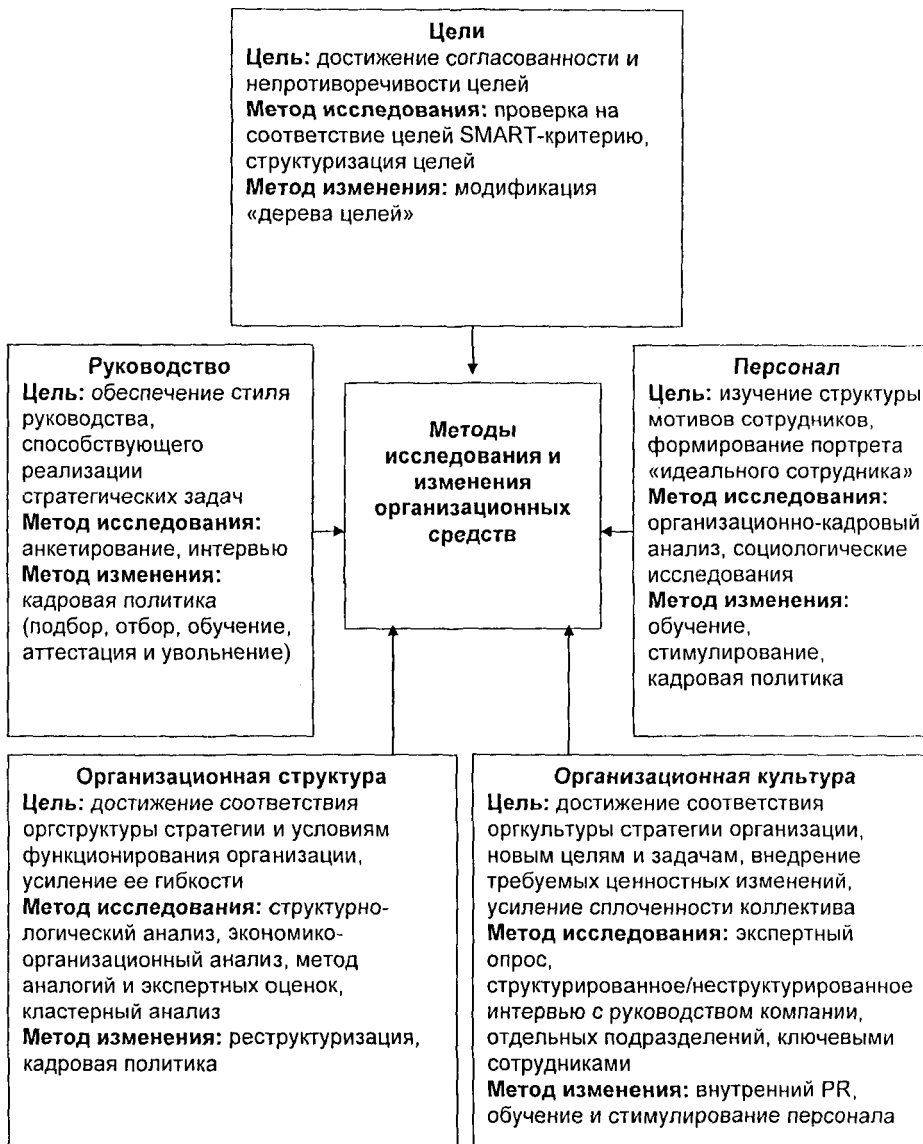 Цели
Цель: достижение согласованности и
непротиворечивости целей
Метод исследования: проверка на
соответствие целей SMART-критерию,
структуризация целей
Метод изменения: модификация
«дерева целей»
Руководство
Цель: обеспечение стиля
руководства,
способствующего
реализации
стратегических задач
Метод исследования:
анкетирование, интервью
Метод изменения:
кадровая политика
(подбор, отбор, обучение,
аттестация и увольнение)
Методы
исследования и
изменения
организационных
средств
Персонал
Цель: изучение структуры
мотивов сотрудников,
формирование портрета
«идеального сотрудника»
Метод исследования:
организационно-кадровый
анализ, социологические
исследования
Метод изменения:
обучение,
стимулирование,
кадровая политика
Организационная структура
Цель: достижение соответствия
оргструктуры стратегии и условиям
функционирования организации,
усиление ее гибкости
Метод исследования: структурно-
логический анализ, экономико-
организационный анализ, метод
аналогий и экспертных оценок,
кластерный анализ
Метод изменения: реструктуризация,
кадровая политика
Организационная культура
Цель: достижение соответствия
оргкультуры стратегии организации,
новым целям и задачам, внедрение
требуемых ценностных изменений,
усиление сплоченности коллектива
Метод исследования: экспертный
опрос,
структурированное/неструктурированное
интервью с руководством компании,
отдельных подразделений, ключевыми
сотрудниками
Метод изменения: внутренний PR,
обучение и стимулирование персонала